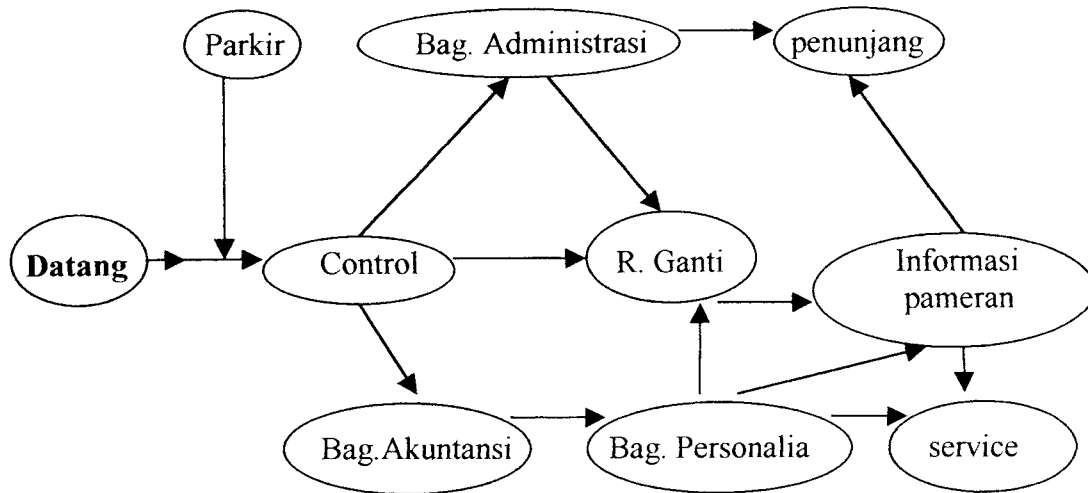 Parkir
Bag. Administrasi
penunjang
Datang
Control
R. Ganti
Informasi
pameran
Bag.Akuntansi
Bag. Personalia
service